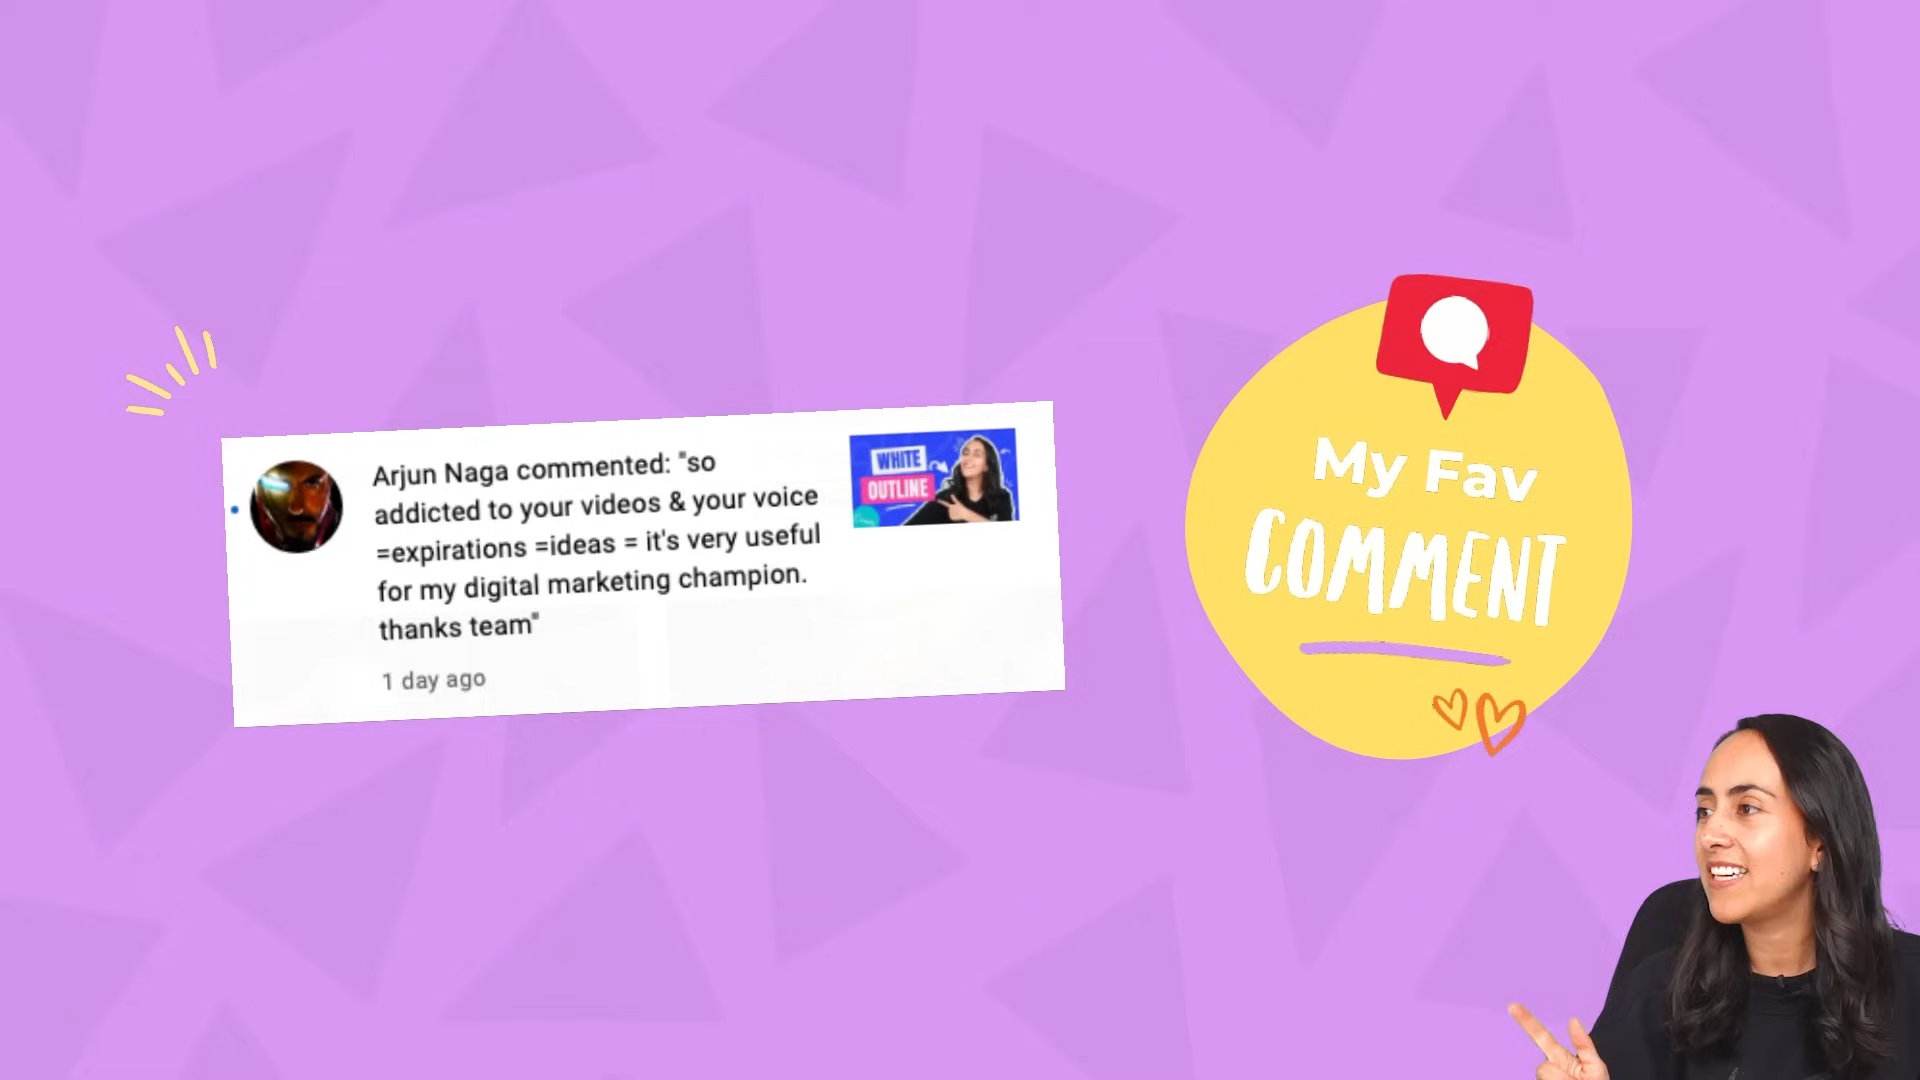 Arjun Naga commented: "so
addicted to your videos & your voice
=expirations =ideas = it's very useful
for my digital marketing champion.
thanks team"
1 day ago
WHITE
OUTLINE
My Fav
COMMENT